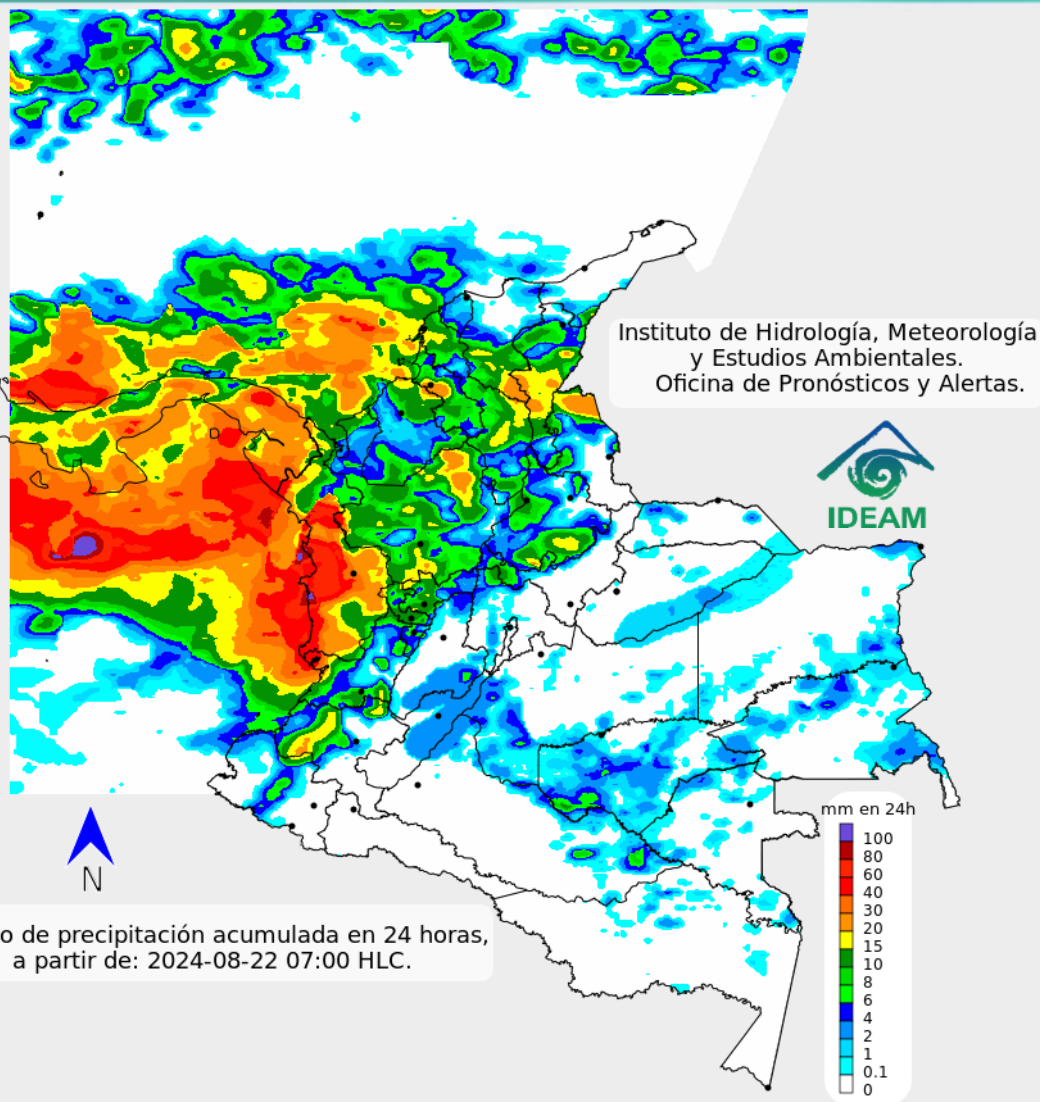 Instituto de Hidrología, Meteorología
y Estudios Ambientales.
Oficina de Pronósticos y Alertas.
IDEAM
mm en 24h
100
80
60
40
30
20
15
10
8
6
4
2
1
0.1
0
N
o de precipitación acumulada en 24 horas,
a partir de: 2024-08-22 07:00 HLC.